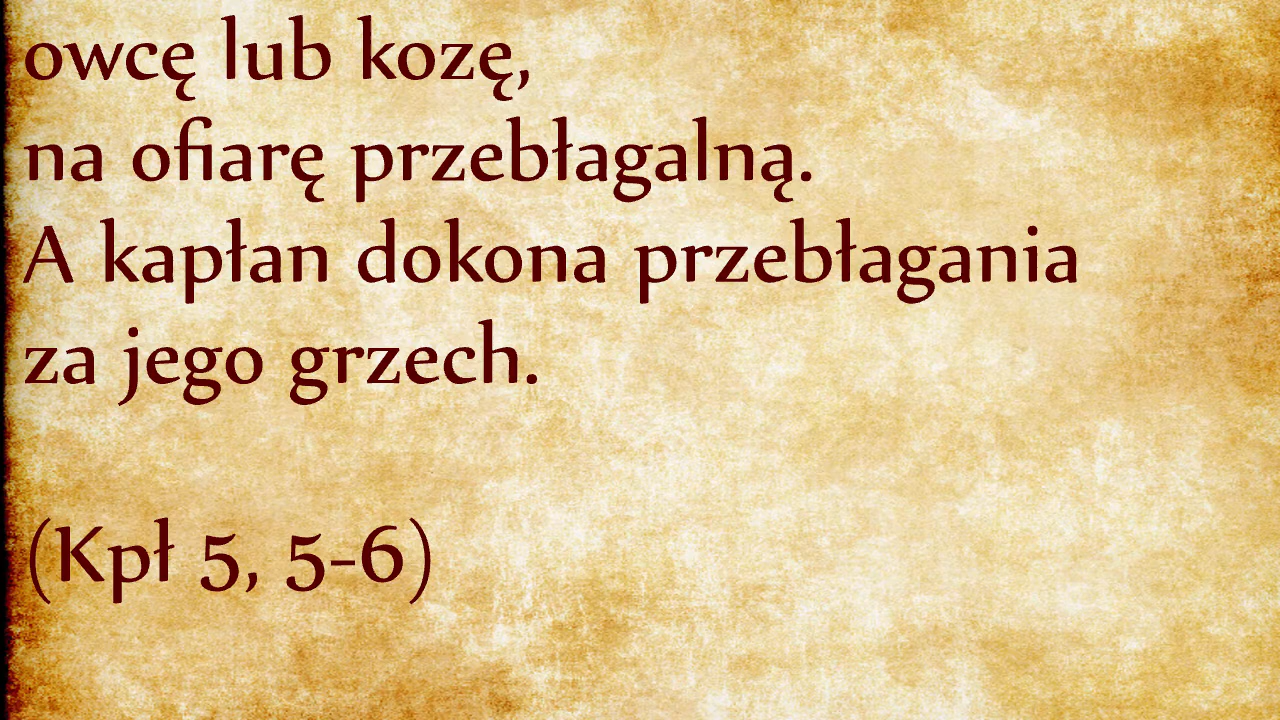 owcę lub kozę,
na ofiarę przebłagalną.
A kapłan dokona przebłagania
za jego grzech.
(Kpł 5, 5-6)